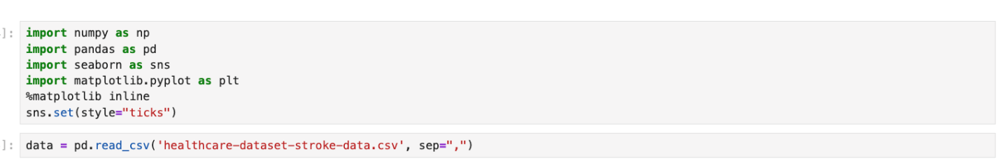 ]:
import numpy as np
import pandas as pd
import seaborn as sns
import matplotlib.pyplot as plt
%matplotlib inline
sns.set(style="ticks")
]:
data = pd.read_csv('healthcare-dataset-stroke-data.csv', sep=",")